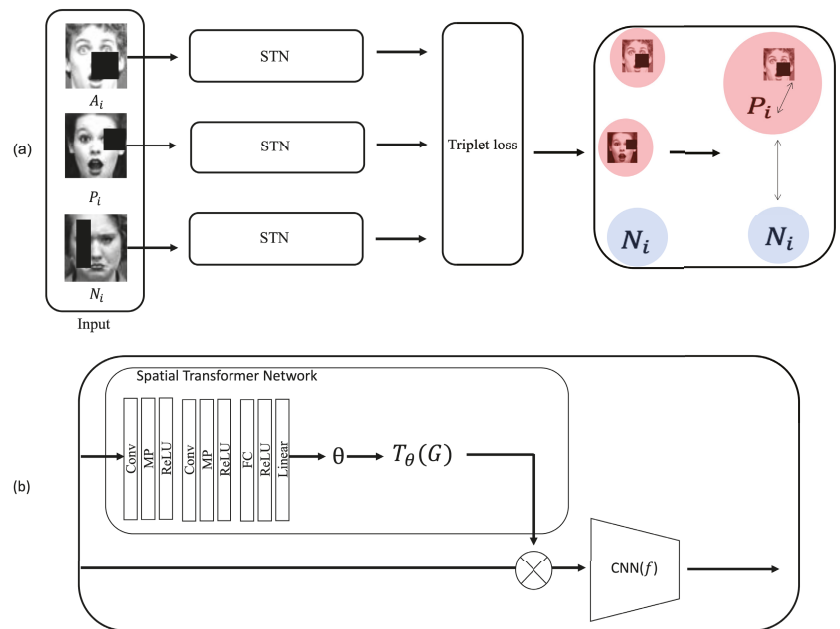 (a)
A_i
P_i
N_i
Input
STN
STN
STN
Triplet loss
N_i
P_i
N_i
(b)
Spatial Transformer Network
Conv
MP
ReLU
Conv
MP
ReLU
FC
ReLU
Linear
θ
T_θ(G)
CNN(f)